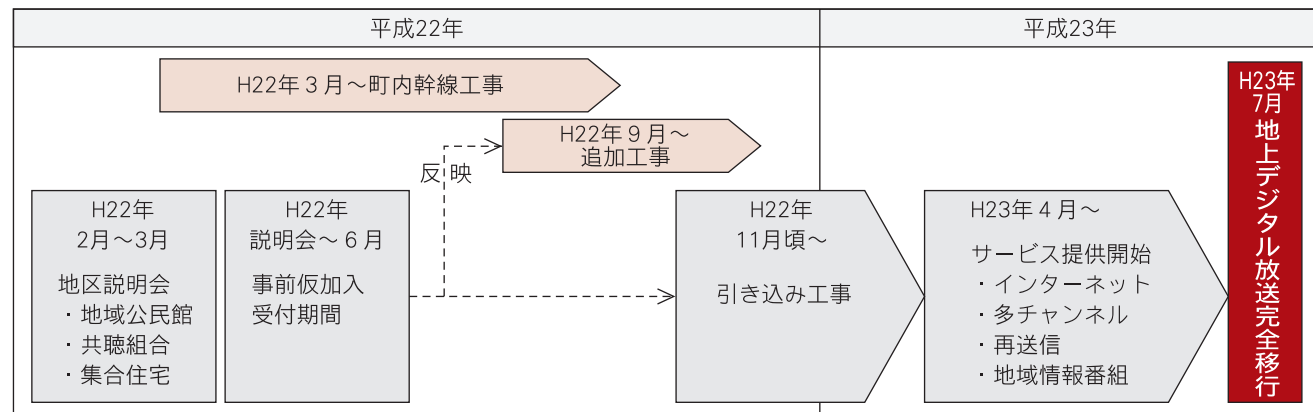 平成22年
平成23年
H22年３月〜町内幹線工事
H22年９月〜
追加工事
反映
H22年
2月〜3月
地区説明会
・地域公民館
・共聴組合
・集合住宅
H22年
説明会〜６月
事前仮加入
受付期間
H22年
11月頃〜
引き込み工事
H23年４月〜
サービス提供開始
・インターネット
・多チャンネル
・再送信
・地域情報番組
H23年
7月
地上デジタル放送完全移行